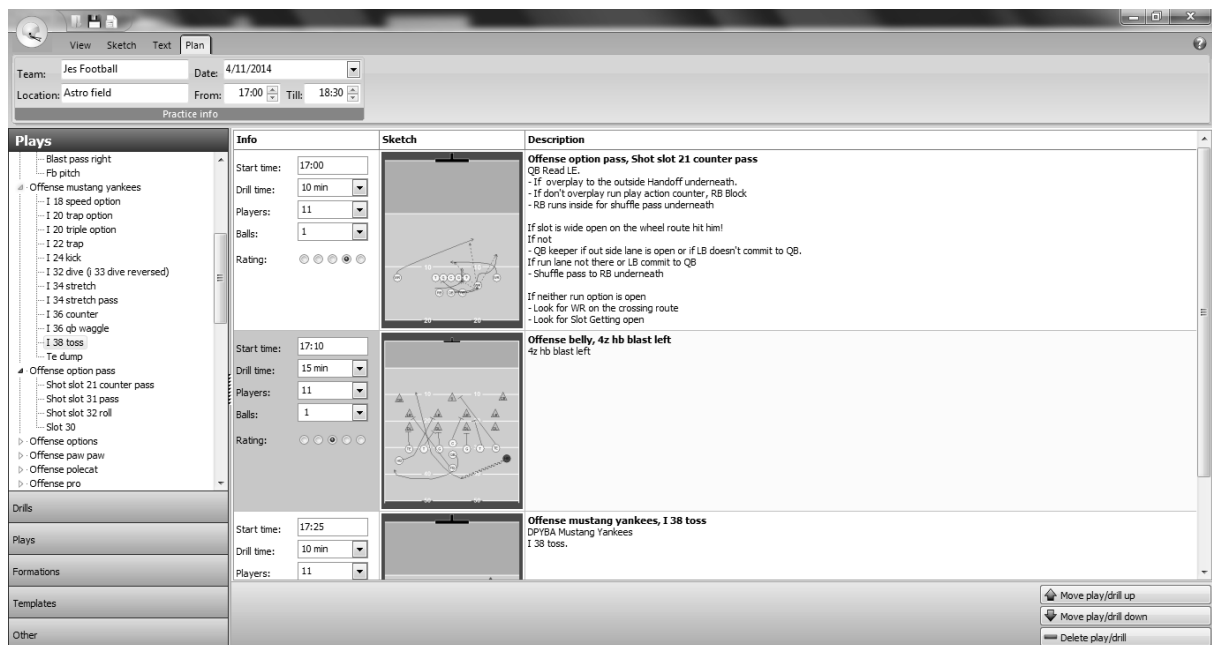 View Sketch Text Plan
Team: Jes Football Date: 4/11/2014
Location: Astro field From: 17:00 Till: 18:30
Practice info
Plays
Blast pass right
Fb pitch
Offense mustang yankees
I 18 speed option
I 20 trap option
I 20 triple option
I 22 trap
I 24 kick
I 32 dive (i 33 dive reversed)
I 34 stretch
I 34 stretch pass
I 36 counter
I 36 qb waggle
I 38 toss
Te dump
Offense option pass
Shot slot 21 counter pass
Shot slot 31 pass
Shot slot 32 roll
Slot 30
Offense options
Offense paw paw
Offense polecat
Offense pro
Drills
Plays
Formations
Templates
Other
Info Sketch Description
Start time: 17:00
Drill time: 10 min
Players: 11
Balls: 1
Rating:
Offense option pass, Shot slot 21 counter pass
QB Read LE.
- If overplay to the outside Handoff underneath.
- If don't overplay run play action counter, RB Block
- RB runs inside for shuffle pass underneath
If slot is wide open on the wheel route hit him!
If not
- QB keeper if out side lane is open or if LB doesn't commit to QB.
If run lane not there or LB commit to QB
- Shuffle pass to RB underneath
If neither run option is open
- Look for WR on the crossing route
- Look for Slot Getting open
Start time: 17:10
Drill time: 15 min
Players: 11
Balls: 1
Rating:
Offense belly, 4z hb blast left
4z hb blast left
Start time: 17:25
Drill time: 10 min
Players: 11
Offense mustang yankees, I 38 toss
DPYBA Mustang Yankees
I 38 toss.
Move play/drill up
Move play/drill down
Delete play/drill